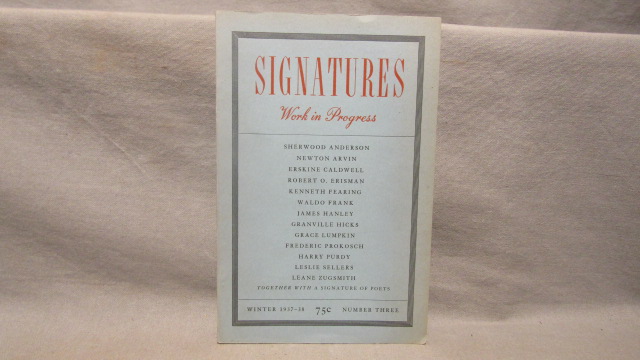 SIGNATURES
Work in Progress
SHERWOOD ANDERSON
NEWTON ARVIN
ERSKINE CALDWELL
ROBERT O. ERISMAN
KENNETH FEARING
WALDO FRANK
JAMES HANLEY
GRANVILLE HICKS
GRACE LUMPKIN
FREDERIC PROKOSCH
HARRY PURDY
LESLIE SELLERS
LEANE ZUGSMITH
TOGETHER WITH A SIGNATURE OF POETS
WINTER 1937-38 75c NUMBER THREE